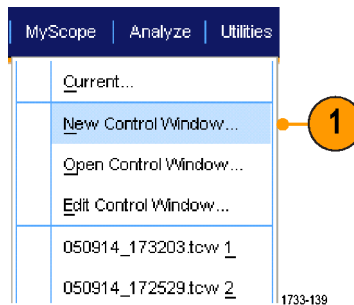 MyScope | Analyze | Utilities
Current...
New Control Window...
1
Open Control Window...
Edit Control Window...
050914_173203.tcw 1
050914_172529.tcw 2
1733-139